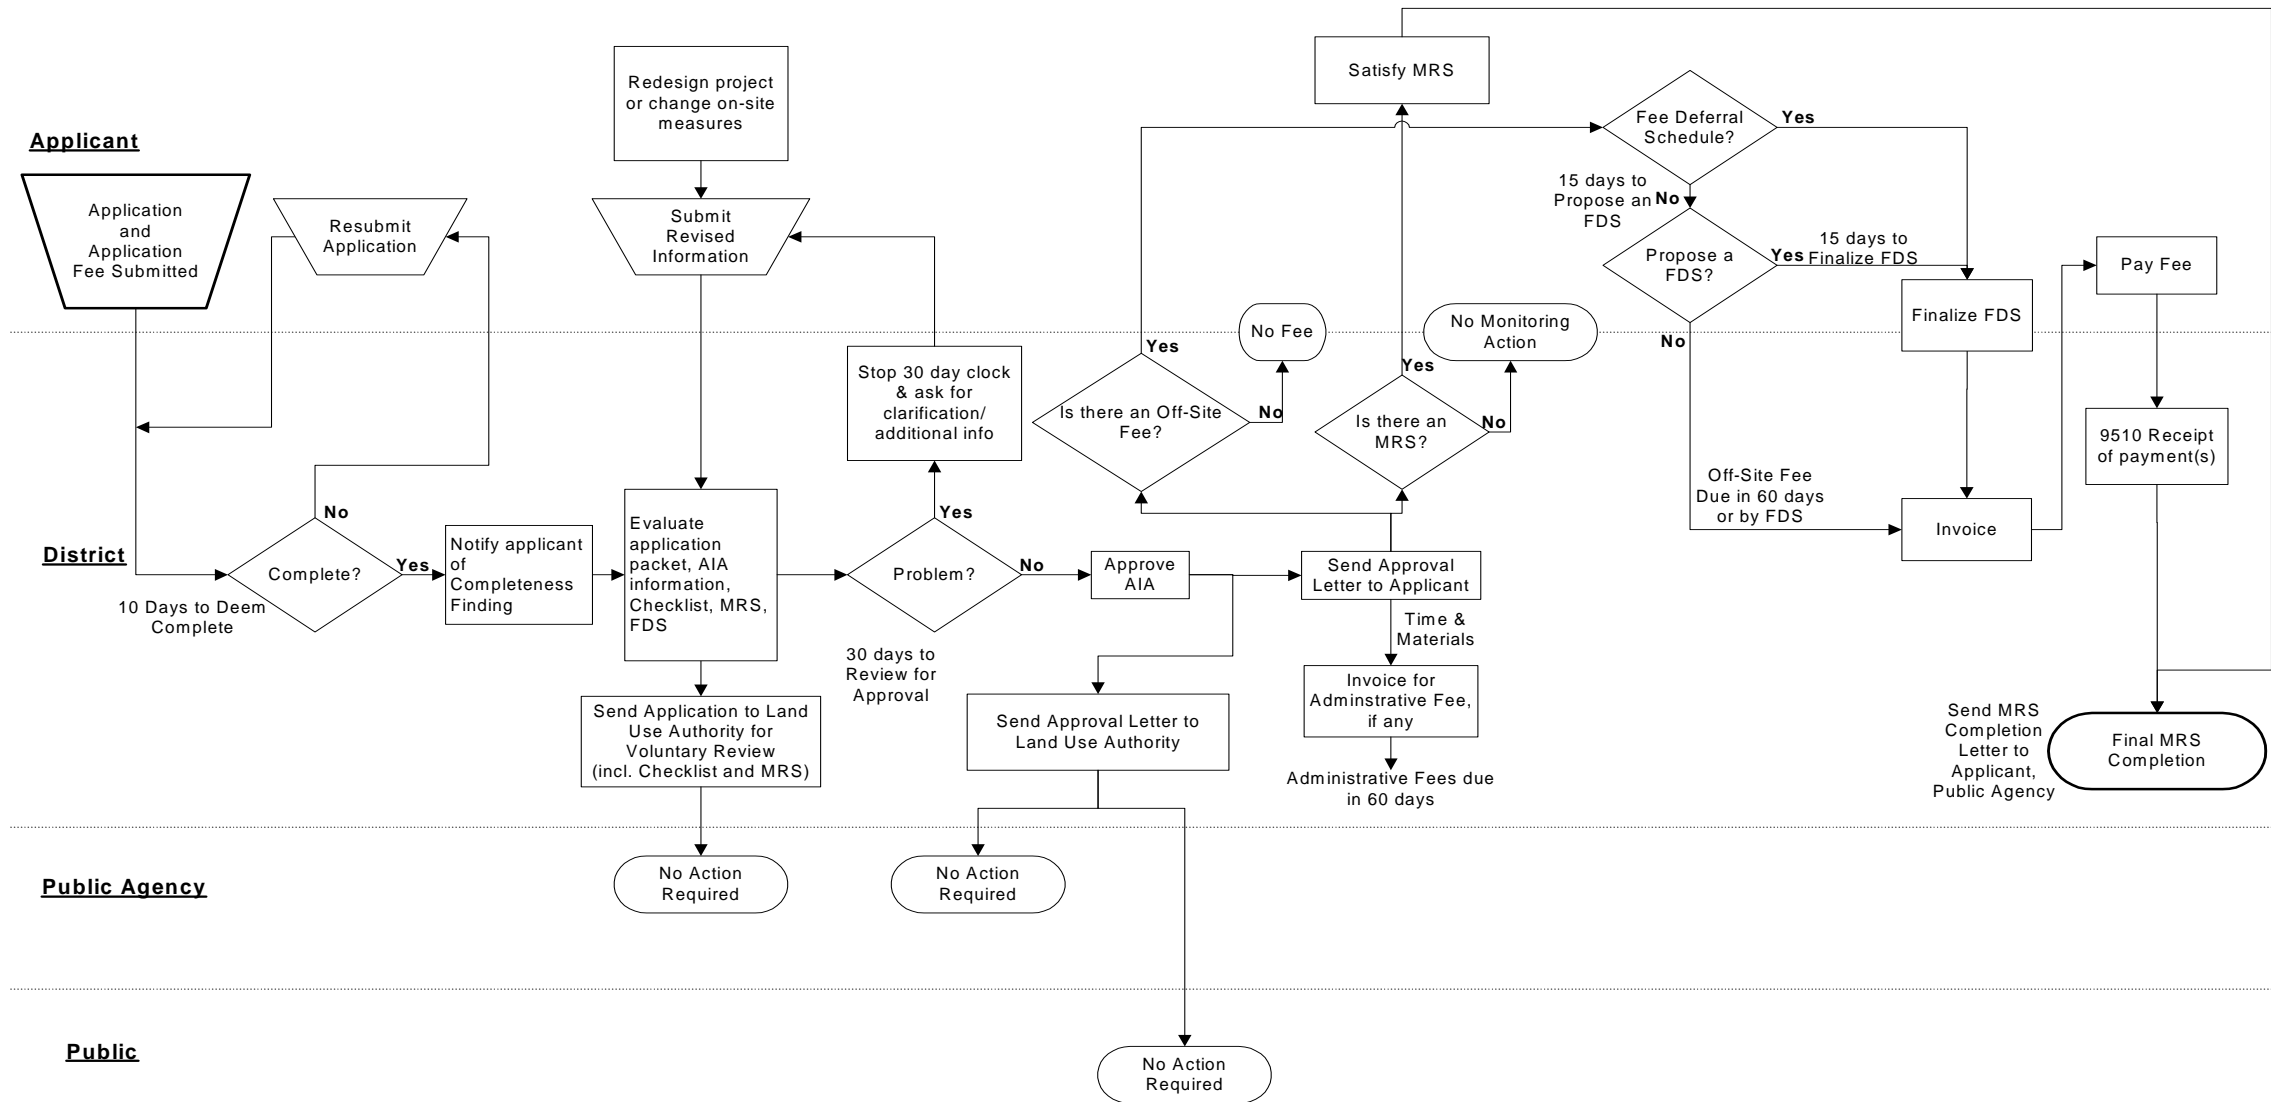 Applicant
Application
and
Application
Fee Submitted
Resubmit
Application
Redesign project
or change on-site
measures
Submit
Revised
Information
Satisfy MRS
Fee Deferral
Schedule?
Yes
15 days to
Propose an
FDS
No
Propose a
FDS?
Yes
15 days to
Finalize FDS
No
Finalize FDS
Pay Fee
No Fee
No Monitoring
Action
District
10 Days to Deem
Complete
Complete?
No
Yes
Notify applicant
of
Completeness
Finding
Evaluate
application
packet, AIA
information,
Checklist, MRS,
FDS
Stop 30 day clock
& ask for
clarification/
additional info
Yes
Problem?
No
30 days to
Review for
Approval
Approve
AIA
Yes
Is there an Off-Site
Fee?
No
Yes
Is there an
MRS?
No
Send Approval
Letter to Applicant
Time &
Materials
Invoice for
Adminstrative Fee,
if any
Administrative Fees due
in 60 days
Send Application to Land
Use Authority for
Voluntary Review
(incl. Checklist and MRS)
Send Approval Letter to
Land Use Authority
Off-Site Fee
Due in 60 days
or by FDS
Invoice
9510 Receipt
of payment(s)
Send MRS
Completion
Letter to
Applicant,
Public Agency
Final MRS
Completion
Public Agency
No Action
Required
No Action
Required
Public
No Action
Required